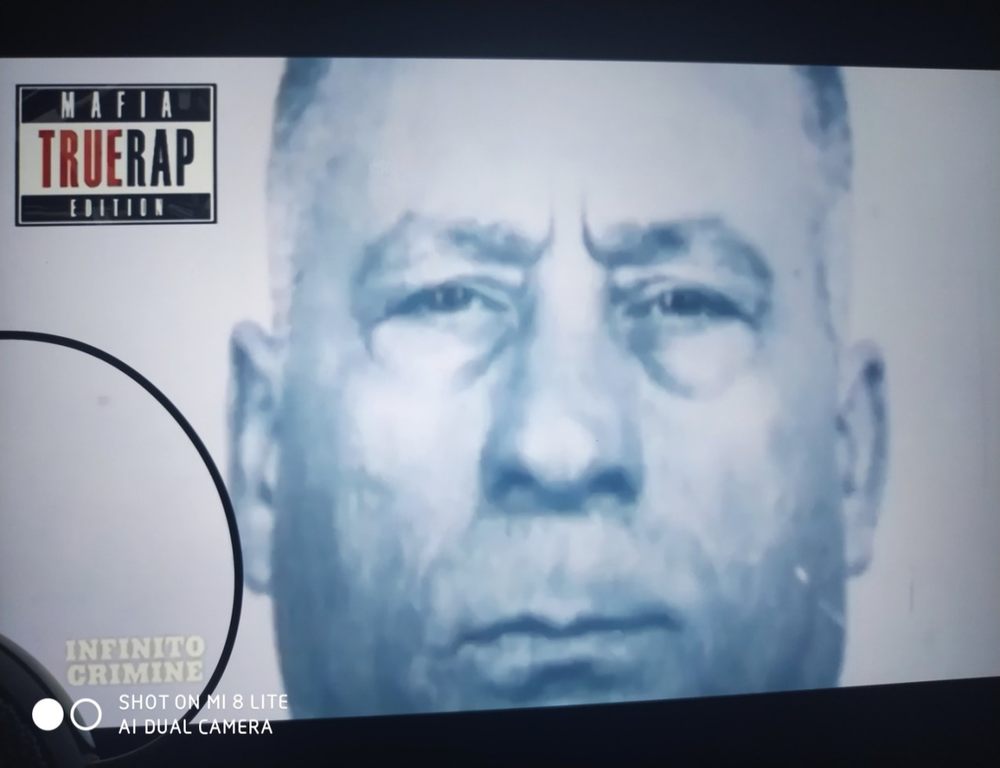 MAFIA
TRUERAP
EDITION
INFINITO
CRIMINE
SHOT ON MI 8 LITE
AI DUAL CAMERA